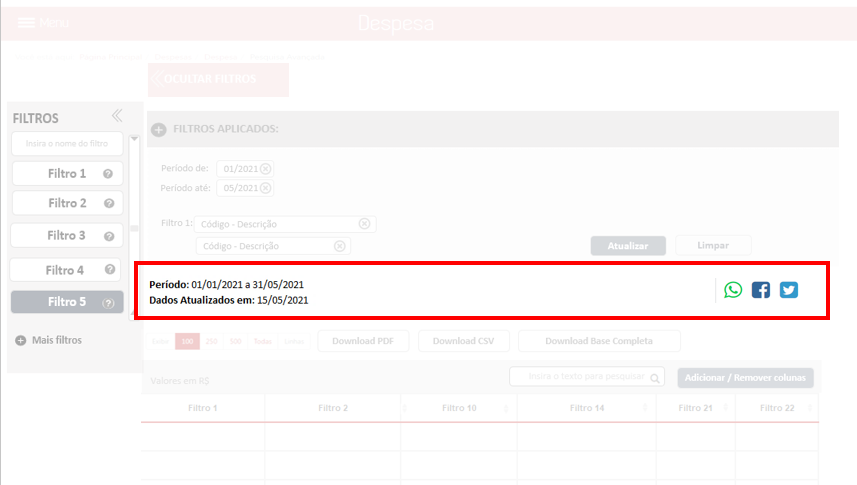 Menu
Despesa
OCULTAR FILTROS
FILTROS
Insira o nome do filtro
Filtro 1
Filtro 2
Filtro 3
Filtro 4
Filtro 5
Mais filtros
FILTROS APLICADOS:
Período de: 01/2021
Período até: 05/2021
Filtro 1: Código - Descrição
Código - Descrição
Atualizar Limpar
Período: 01/01/2021 a 31/05/2021
Dados Atualizados em: 15/05/2021
100 250 500 Todos Linhas
Download PDF Download CSV Download Base Completa
Valores em R$ Insira o texto para pesquisar Adicionar / Remover colunas
Filtro 1 Filtro 2 Filtro 10 Filtro 14 Filtro 21 Filtro 22